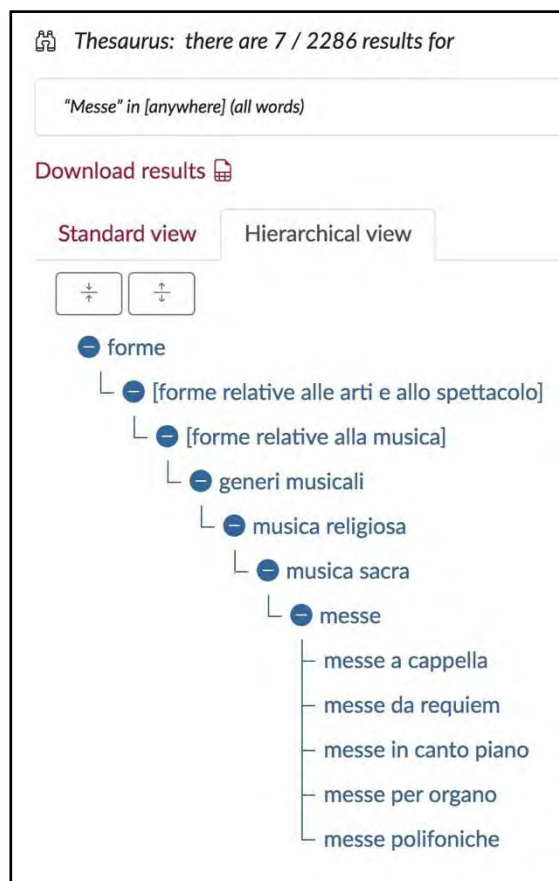 Thesaurus: there are 7 / 2286 results for
“Messe” in [anywhere] (all words)
Download results
Standard view
Hierarchical view
forme
[forme relative alle arti e allo spettacolo]
[forme relative alla musica]
generi musicali
musica religiosa
musica sacra
messe
messe a cappella
messe da requiem
messe in canto piano
messe per organo
messe polifoniche